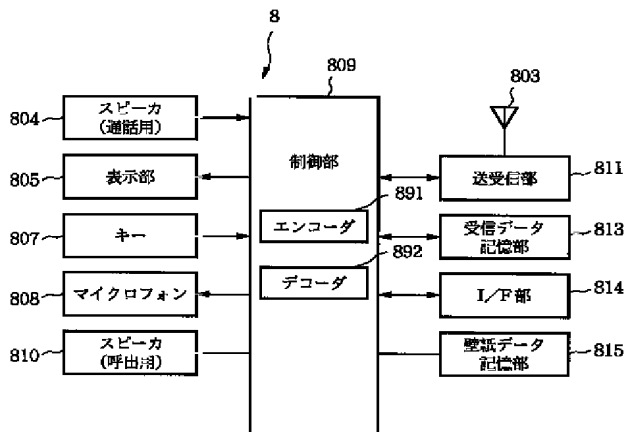 8
809
803
804
スピーカ
(通話用)
制御部
805
表示部
送受信部
811
891
807
キー
エンコーダ
受信データ
記憶部
813
892
808
マイクロフォン
デコーダ
I/F部
814
810
スピーカ
(呼出用)
壁紙データ
記憶部
815